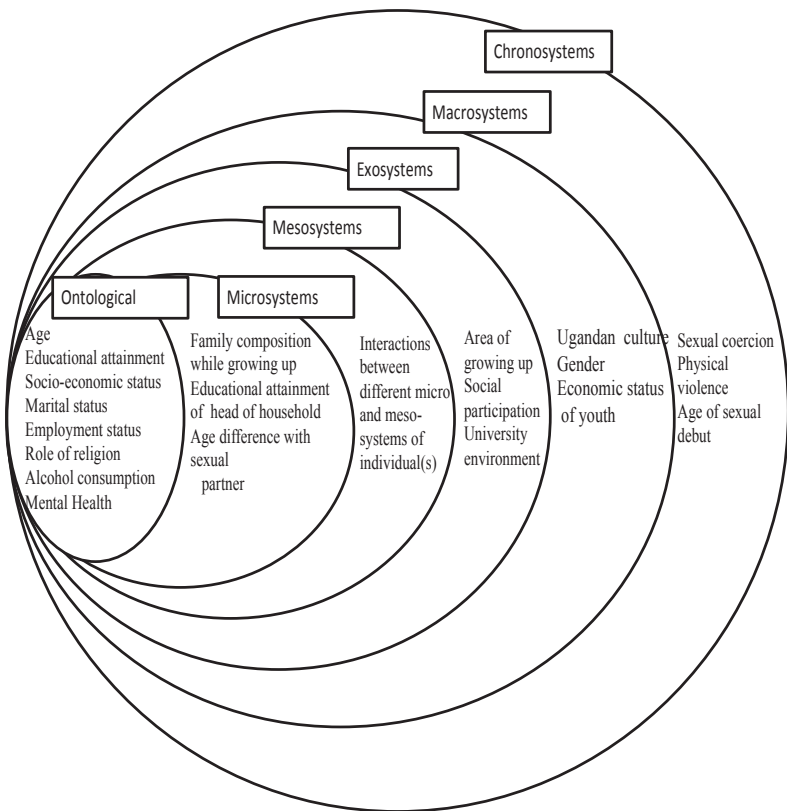 Chronosystems
Macrosystems
Exosystems
Mesosystems
Ontological
Microsystems
Age
Educational attainment
Socio-economic status
Marital status
Employment status
Role of religion
Alcohol consumption
Mental Health
Family composition
while growing up
Educational attainment
of head of household
Age difference with
sexual
partner
Interactions
between
different micro
and meso-
systems of
individual(s)
Area of
growing up
Social
participation
University
environment
Ugandan culture
Gender
Economic status
of youth
Sexual coercion
Physical
violence
Age of sexual
debut